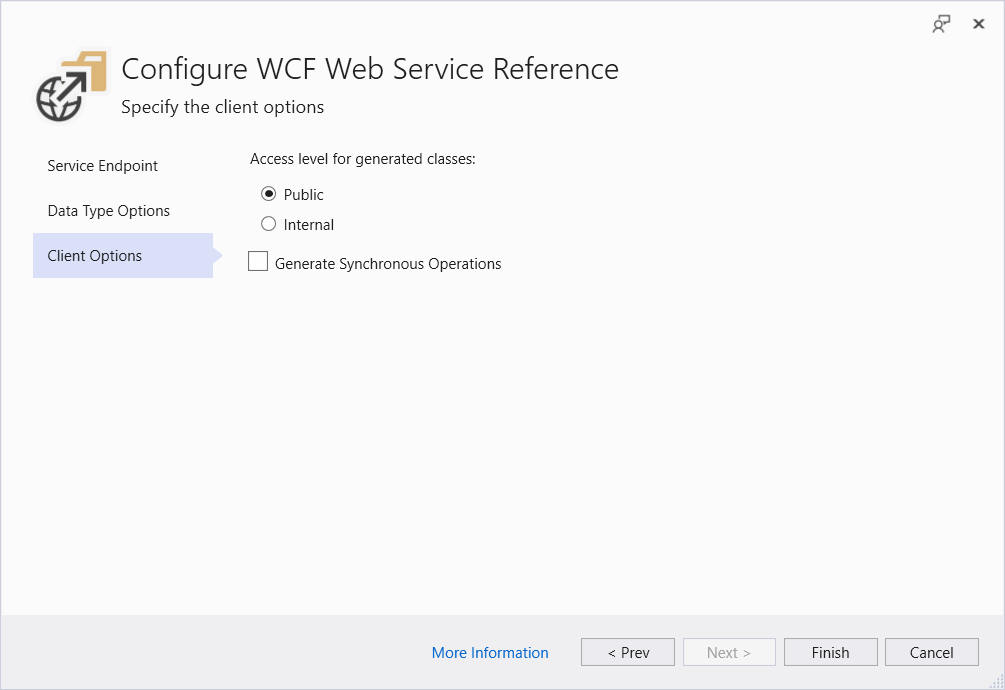 Configure WCF Web Service Reference
Specify the client options
Service Endpoint
Data Type Options
Client Options
Access level for generated classes:
Public
Internal
Generate Synchronous Operations
More Information
< Prev
Next >
Finish
Cancel